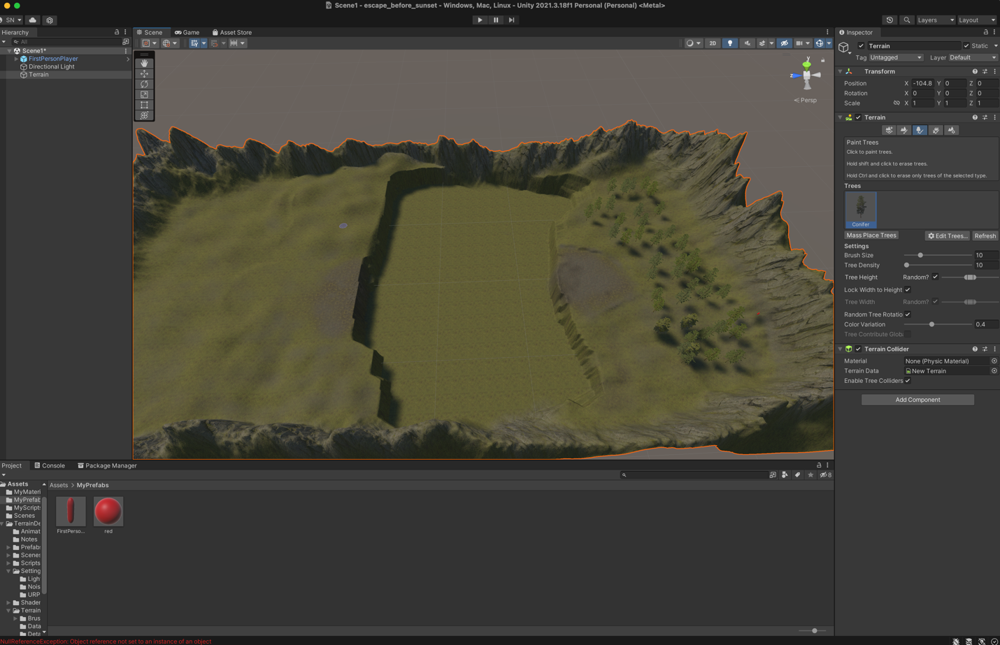 Scene1 - escape_before_sunset - Windows, Mac, Linux - Unity 2021.3.18f1 Personal (Personal) <Metal>
SN
Layers
Layout
Hierarchy
All
Scene1*
FirstPersonPlayer
Directional Light
Terrain
Scene
Game
Asset Store
2D
y
z
Persp
Inspector
Terrain
Static
Tag Untagged Layer Default
Transform
Position X -104.8 Y 0 Z 0
Rotation X 0 Y 0 Z 0
Scale X 1 Y 1 Z 1
Terrain
Paint Trees
Click to paint trees.
Hold shift and click to erase trees.
Hold Ctrl and click to erase only trees of the selected type.
Trees
Conifer
Mass Place Trees Edit Trees... Refresh
Settings
Brush Size 10
Tree Density 10
Tree Height Random?
Lock Width to Height
Tree Width Random?
Random Tree Rotatio
Color Variation 0.4
Tree Contribute Globa
Terrain Collider
Material None (Physic Material)
Terrain Data New Terrain
Enable Tree Colliders
Add Component
Project
Console
Package Manager
8
Assets
MyMateri
MyPrefab
MyScripts
Scenes
TerrainDe
Animat
Notes
Prefabs
Scenes
Scripts
Setting
Ligh
Nois
URP
Shader
Terrain
Brus
Data
Deta
Assets > MyPrefabs
FirstPerso... red
NullReferenceException: Object reference not set to an instance of an object